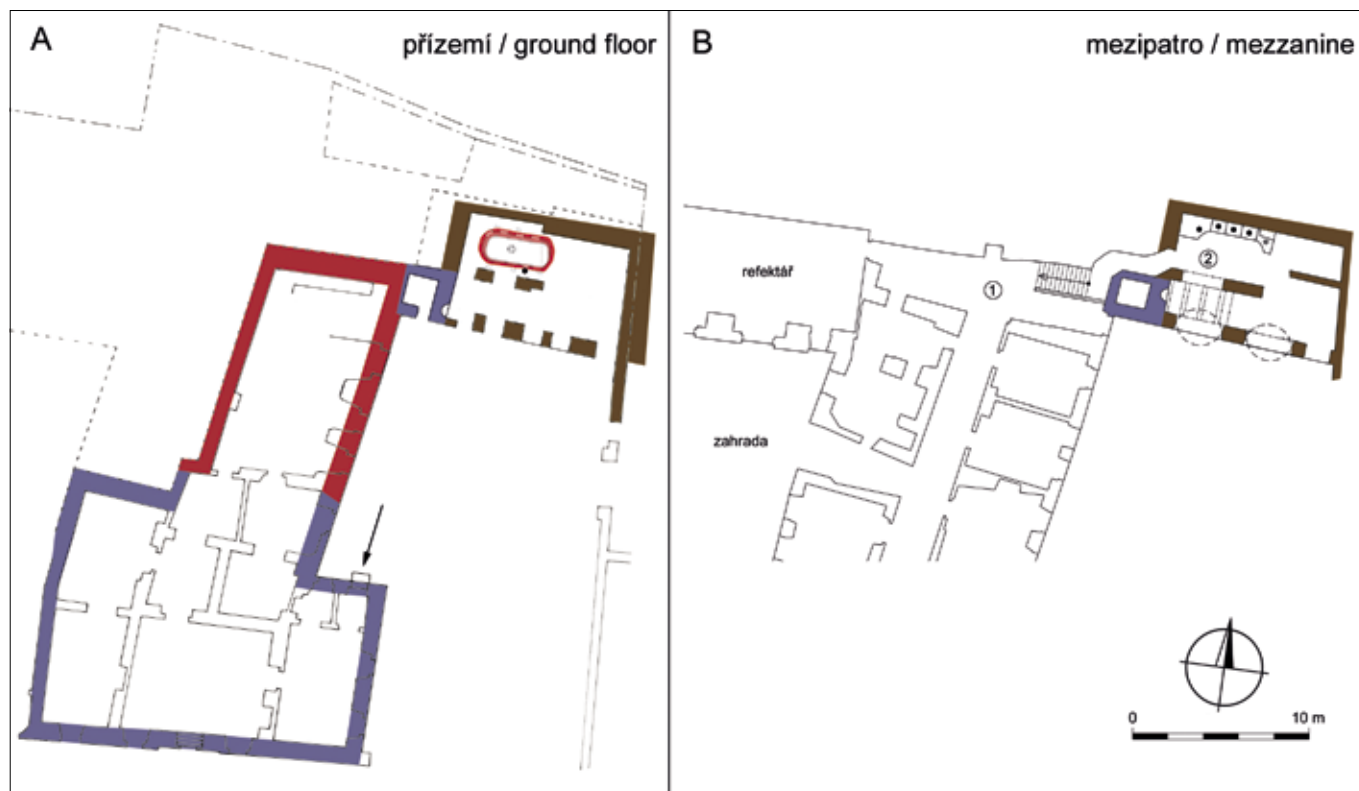 A
přízemí / ground floor
B
mezipatro / mezzanine
refektář
①
②
zahrada
0
10 m